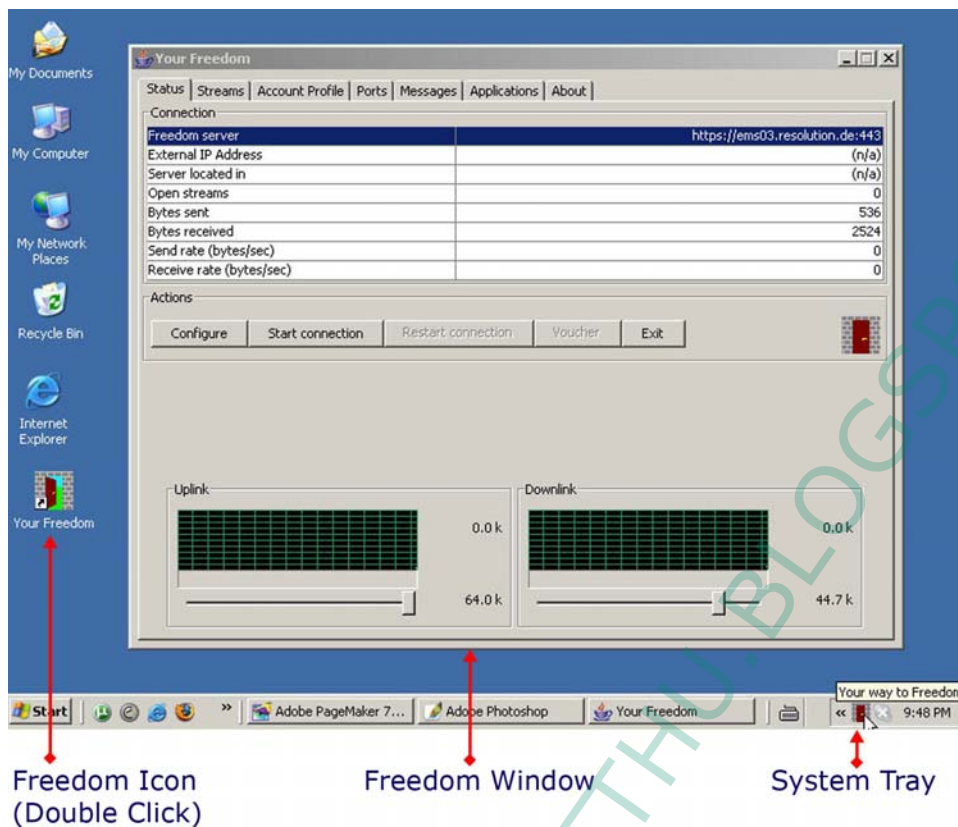 My Documents
My Computer
My Network
Places
Recycle Bin
Internet
Explorer
Your Freedom
Your Freedom
Status Streams Account Profile Ports Messages Applications About
Connection
Freedom server https://ems03.resolution.de:443
External IP Address (n/a)
Server located in (n/a)
Open streams 0
Bytes sent 536
Bytes received 2524
Send rate (bytes/sec) 0
Receive rate (bytes/sec) 0
Actions
Configure Start connection Restart connection Voucher Exit
Uplink
0.0 k
64.0 k
Downlink
0.0 k
44.7 k
Your way to Freedom
Start » Adobe PageMaker 7... Adobe Photoshop Your Freedom « 9:48 PM
Freedom Icon
(Double Click)
Freedom Window
System Tray